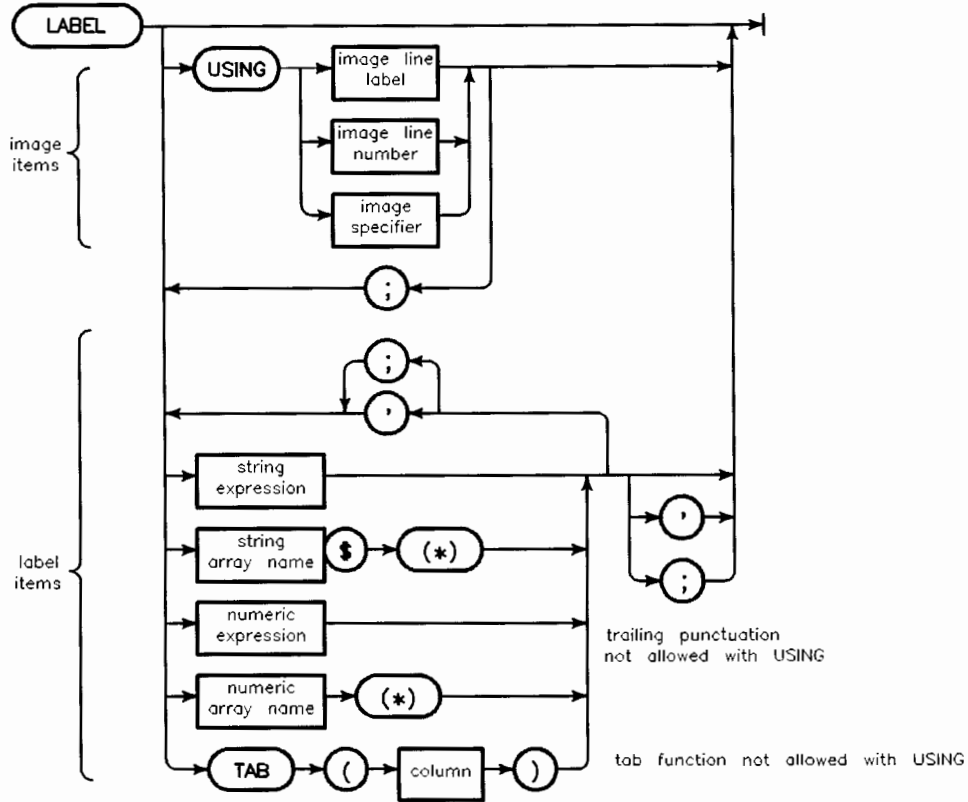 LABEL
USING
image line
label
image line
number
image
specifier
image
items
;
;
,
string
expression
,
string
array name
$
(*)
;
label
items
numeric
expression
trailing punctuation
not allowed with USING
numeric
array name
(*)
TAB
(
column
)
tab function not allowed with USING